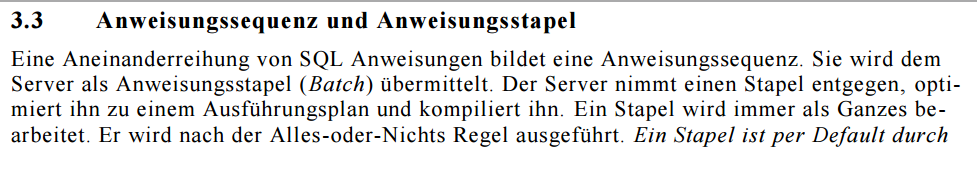 3.3 Anweisungssequenz und Anweisungsstapel
Eine Aneinanderreihung von SQL Anweisungen bildet eine Anweisungssequenz. Sie wird dem
Server als Anweisungsstapel (Batch) übermittelt. Der Server nimmt einen Stapel entgegen, opti-
miert ihn zu einem Ausführungsplan und kompiliert ihn. Ein Stapel wird immer als Ganzes be-
arbeitet. Er wird nach der Alles-oder-Nichts Regel ausgeführt. Ein Stapel ist per Default durch